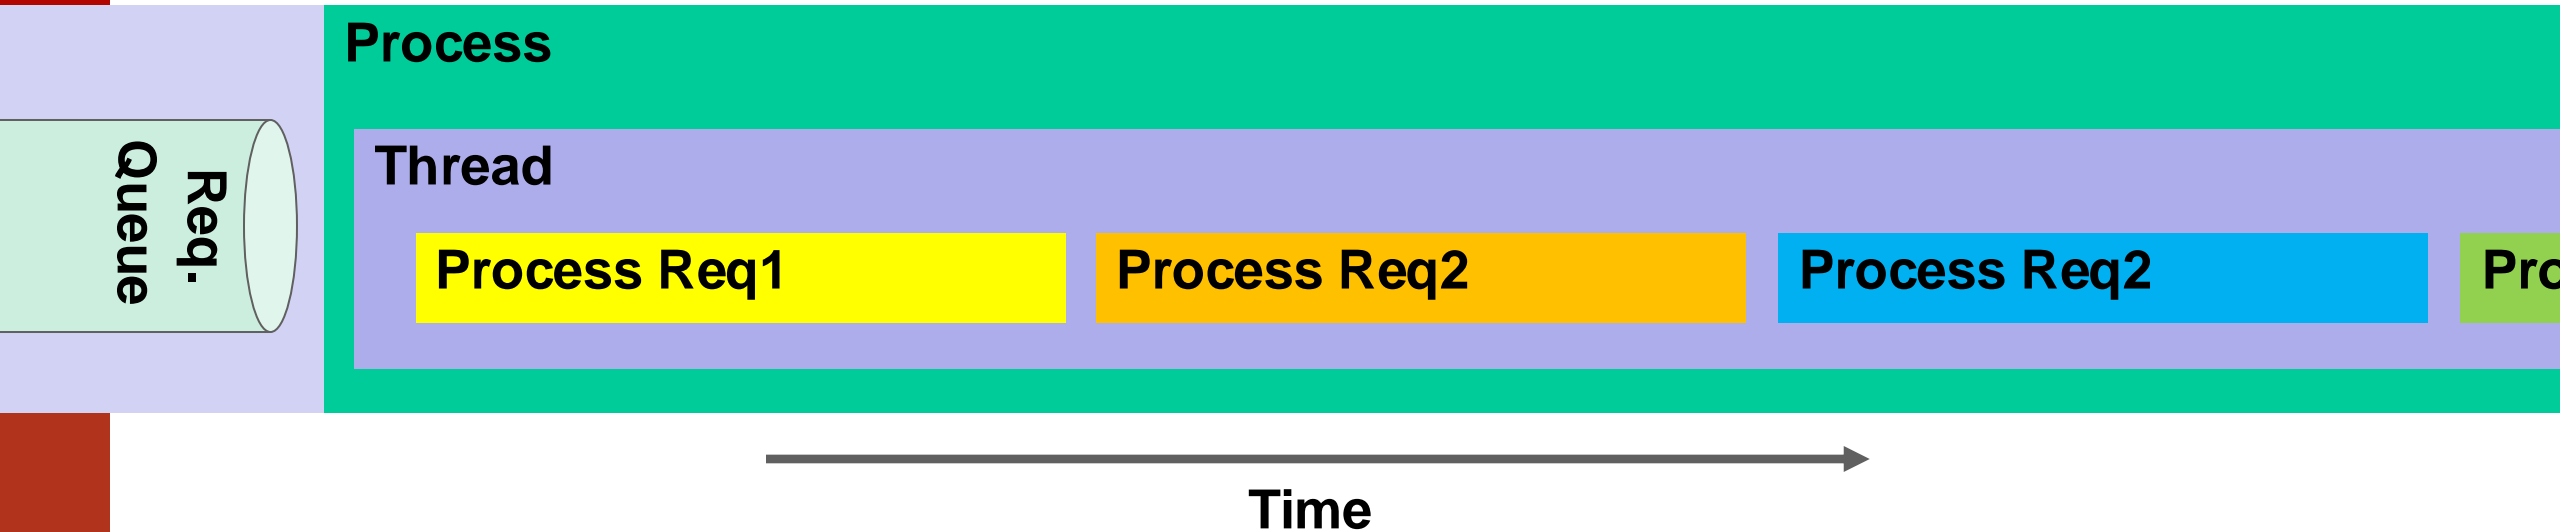 Process
Req.
Queue
Thread
Process Req1
Process Req2
Process Req2
Time